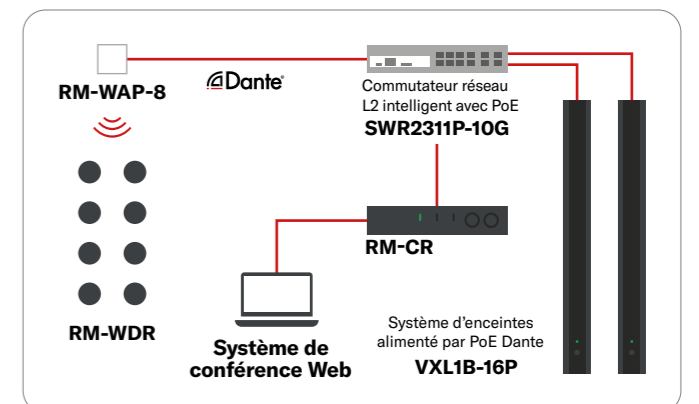 RM-WAP-8
Dante
Commutateur réseau
L2 intelligent avec PoE
SWR2311P-10G
RM-CR
RM-WDR
Système de
conférence Web
Système d'enceintes
alimenté par PoE Dante
VXL1B-16P